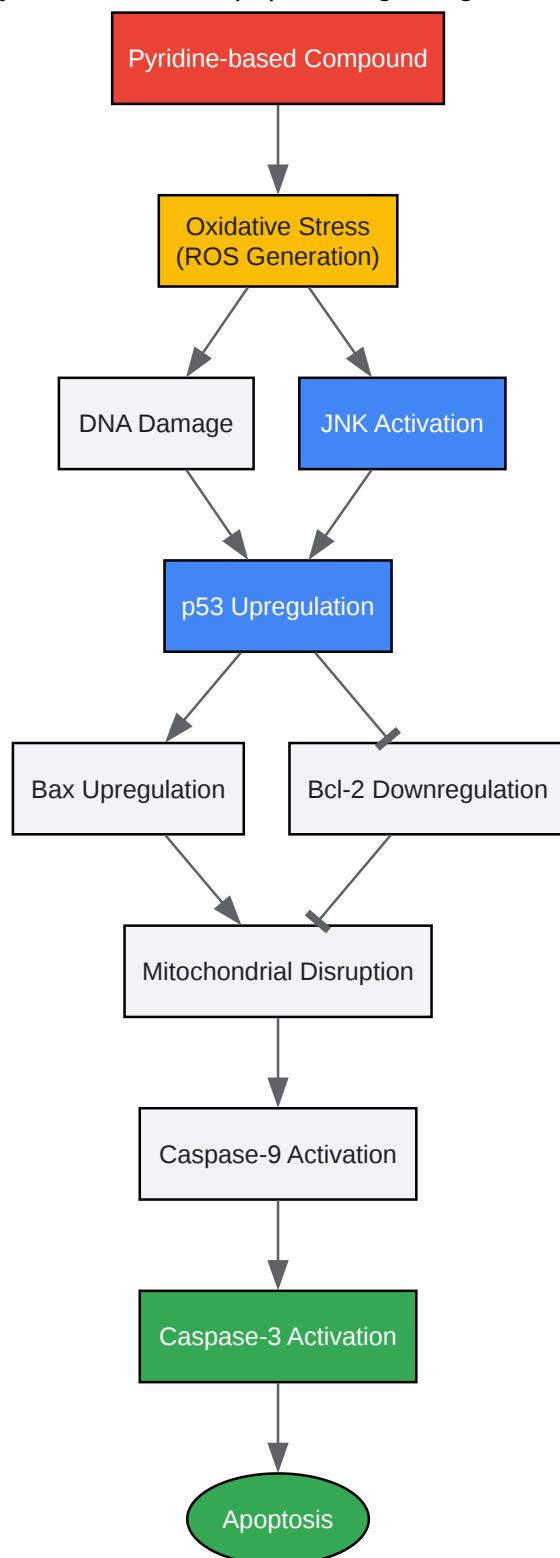 Pyridine-based Compound
Oxidative Stress
(ROS Generation)
DNA Damage
JNK Activation
p53 Upregulation
Bax Upregulation
Bcl-2 Downregulation
Mitochondrial Disruption
Caspase-9 Activation
Caspase-3 Activation
Apoptosis